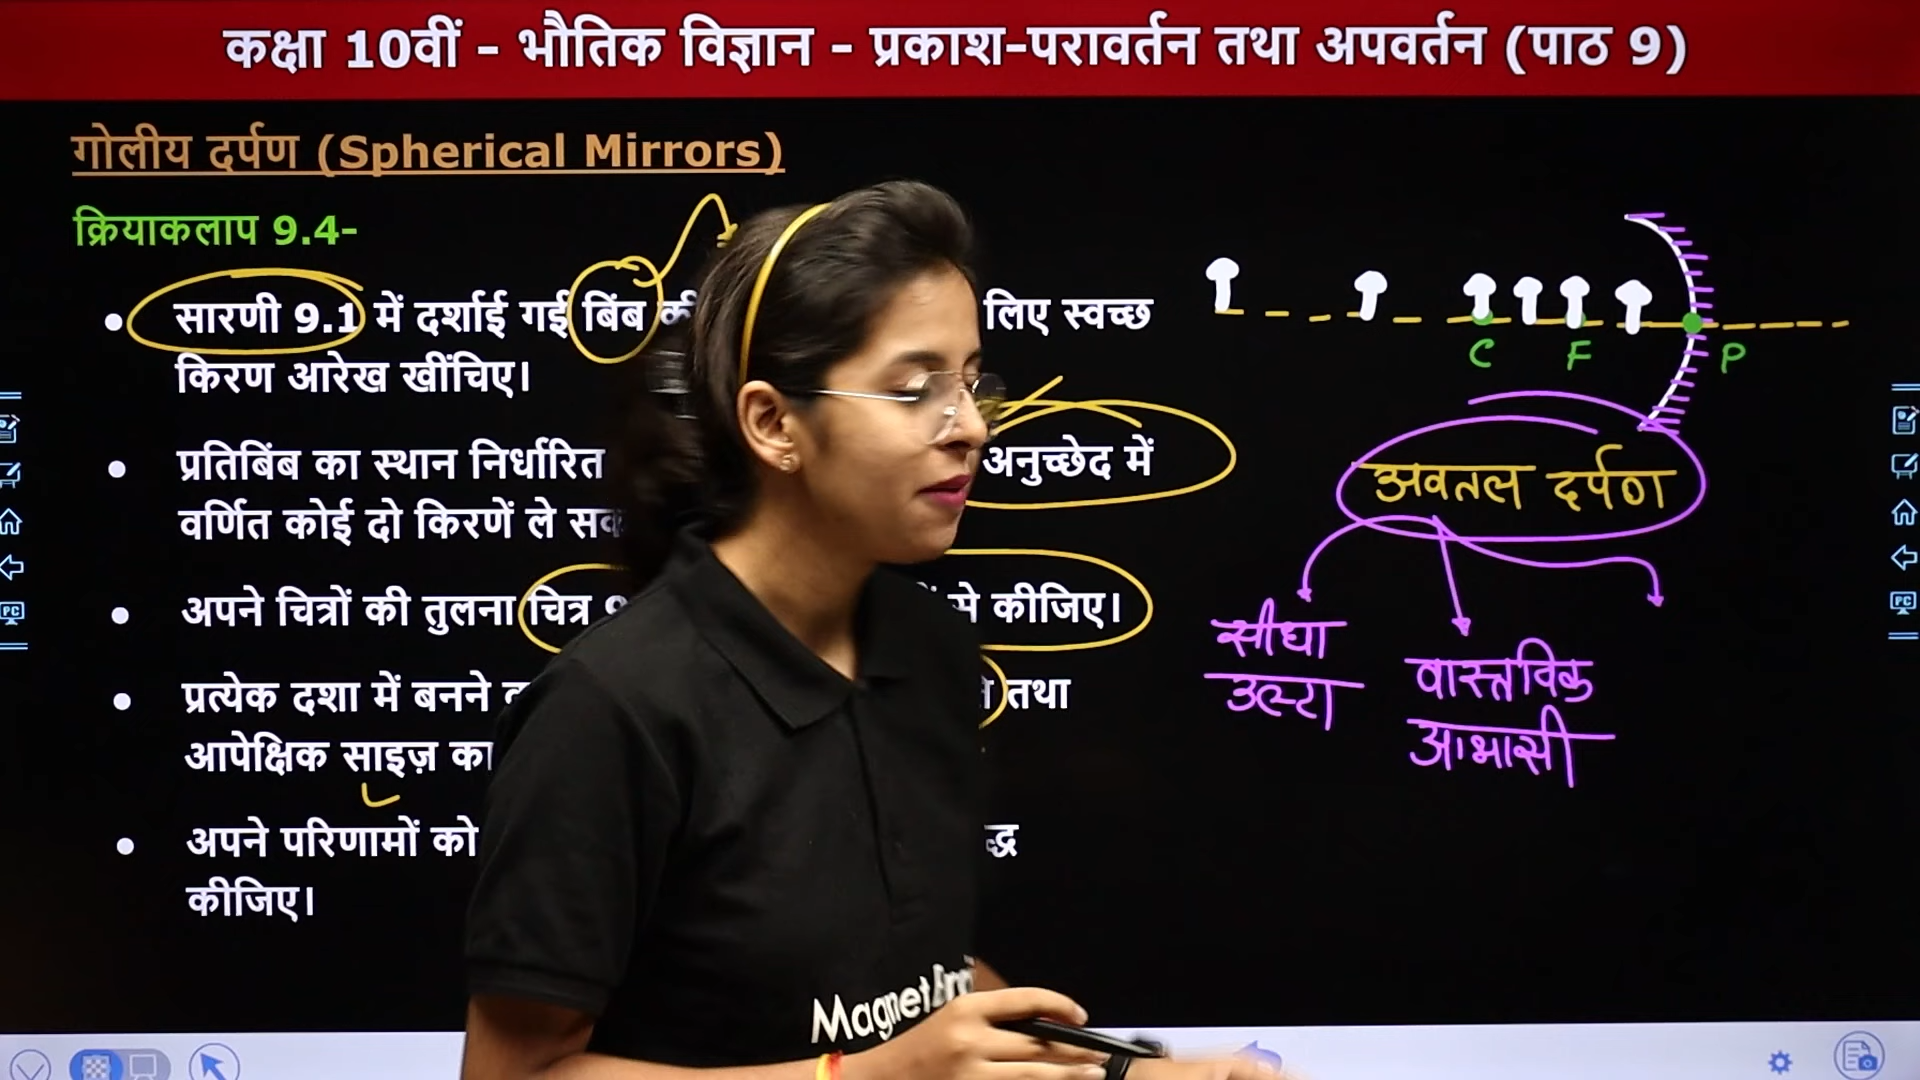 कक्षा 10वीं - भौतिक विज्ञान - प्रकाश-परावर्तन तथा अपवर्तन (पाठ 9)
गोलीय दर्पण (Spherical Mirrors)
क्रियाकलाप 9.4-
• सारणी 9.1 में दर्शाई गई बिंब की लिए स्वच्छ
किरण आरेख खींचिए।
• प्रतिबिंब का स्थान निर्धारित अनुच्छेद में
वर्णित कोई दो किरणें ले
• अपने चित्रों की तुलना चित्र से कीजिए।
• प्रत्येक दशा में बनने तथा
आपेक्षिक साइज़ का
• अपने परिणामों को
कीजिए।
C F P
अवतल दर्पण
सीधा
उल्टा
वास्तविक
आभासी
Magnet
PC
PC